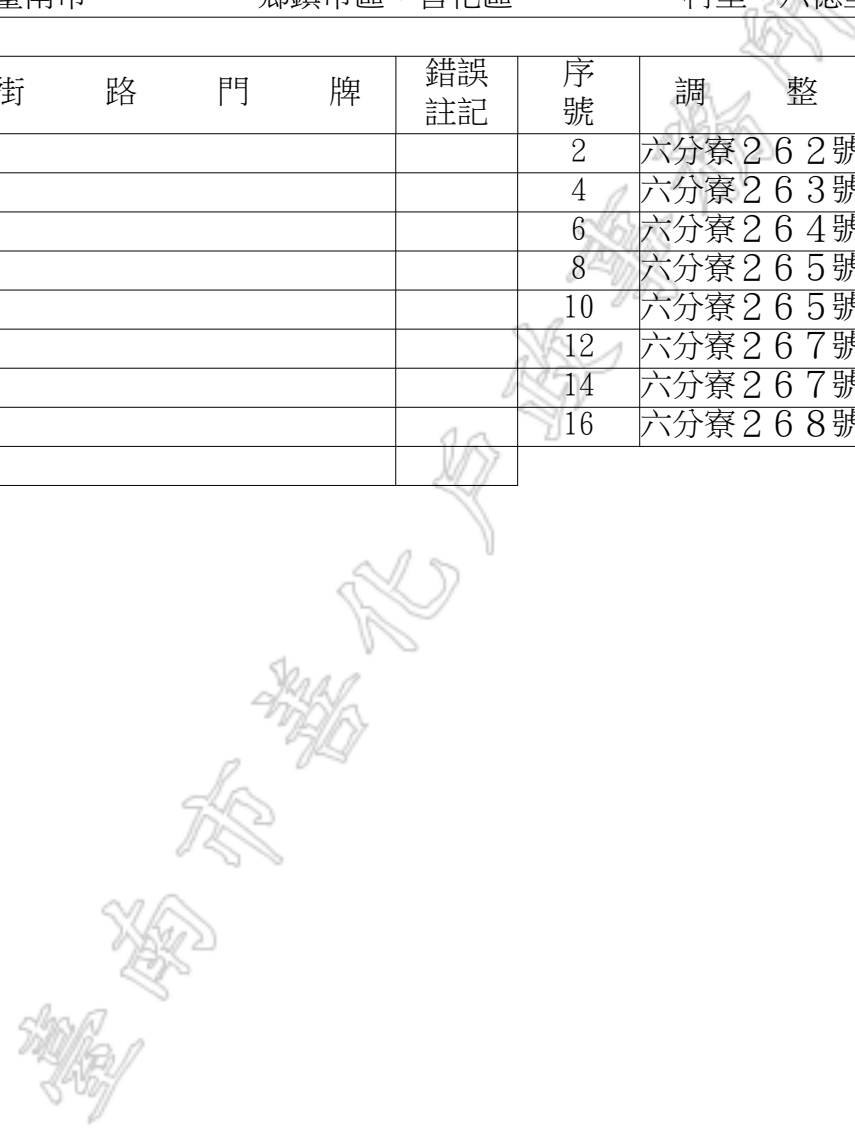 臺南市 鄉鎮市區：善化區 村里：六德里
街路門牌 錯誤註記 序號 調整
2 六分寮２６２號
4 六分寮２６３號
6 六分寮２６４號
8 六分寮２６５號
10 六分寮２６５號
12 六分寮２６７號
14 六分寮２６７號
16 六分寮２６８號
臺南市善化戶政事務所